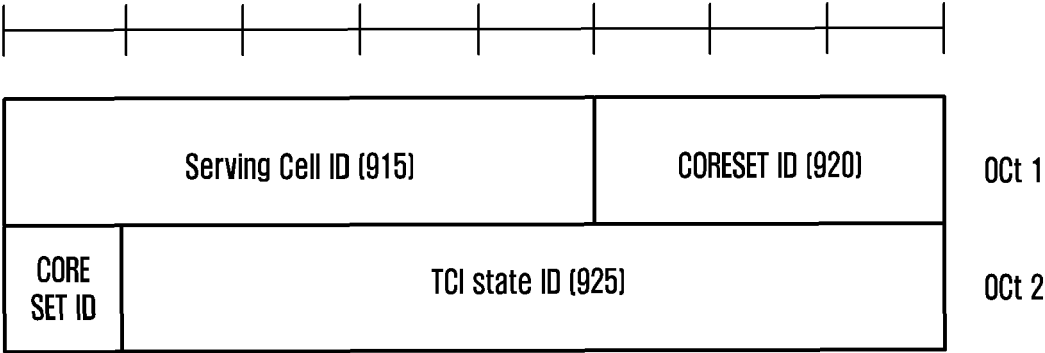 Serving Cell ID (915) CORESET ID (920) OCt 1
CORE
SET ID
TCI state ID (925) OCt 2